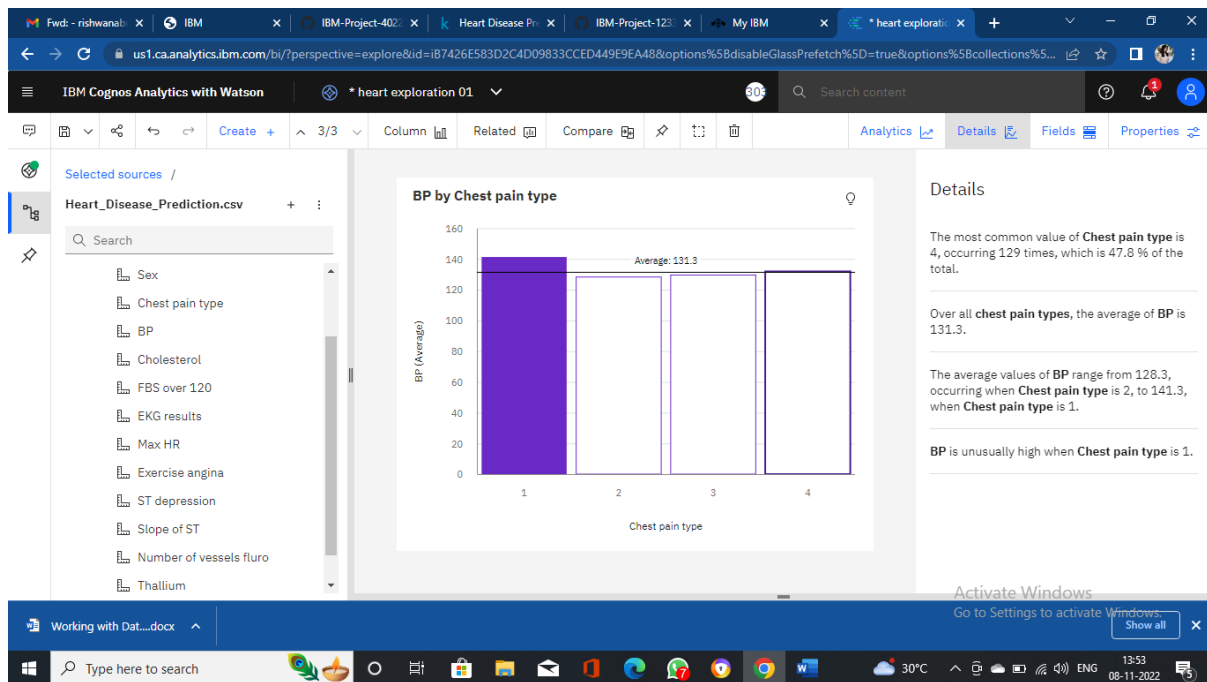 Fwd: - rishwanab
IBM
IBM-Project-4022
Heart Disease Pre
IBM-Project-1233
My IBM
* heart exploratio
us1.ca.analytics.ibm.com/bi/?perspective=explore&id=iB7426E583D2C4D09833CCED449E9EA48&options%5BdisableGlassPrefetch%5D=true&options%5Bcollections%5...
IBM Cognos Analytics with Watson
* heart exploration 01
303
Search content
1
Create +
3/3
Column
Related
Compare
Analytics
Details
Fields
Properties
Selected sources /
Heart_Disease_Prediction.csv
Search
Sex
Chest pain type
BP
Cholesterol
FBS over 120
EKG results
Max HR
Exercise angina
ST depression
Slope of ST
Number of vessels fluro
Thallium
BP by Chest pain type
160
140
120
100
80
60
40
20
0
BP (Average)
Average: 131.3
1 2 3 4
Chest pain type
Details
The most common value of Chest pain type is
4, occurring 129 times, which is 47.8 % of the
total.
Over all chest pain types, the average of BP is
131.3.
The average values of BP range from 128.3,
occurring when Chest pain type is 2, to 141.3,
when Chest pain type is 1.
BP is unusually high when Chest pain type is 1.
Activate Windows
Go to Settings to activate Windows.
Working with Dat....docx
Show all
Type here to search
7
30°C
ENG
13:53
08-11-2022
5